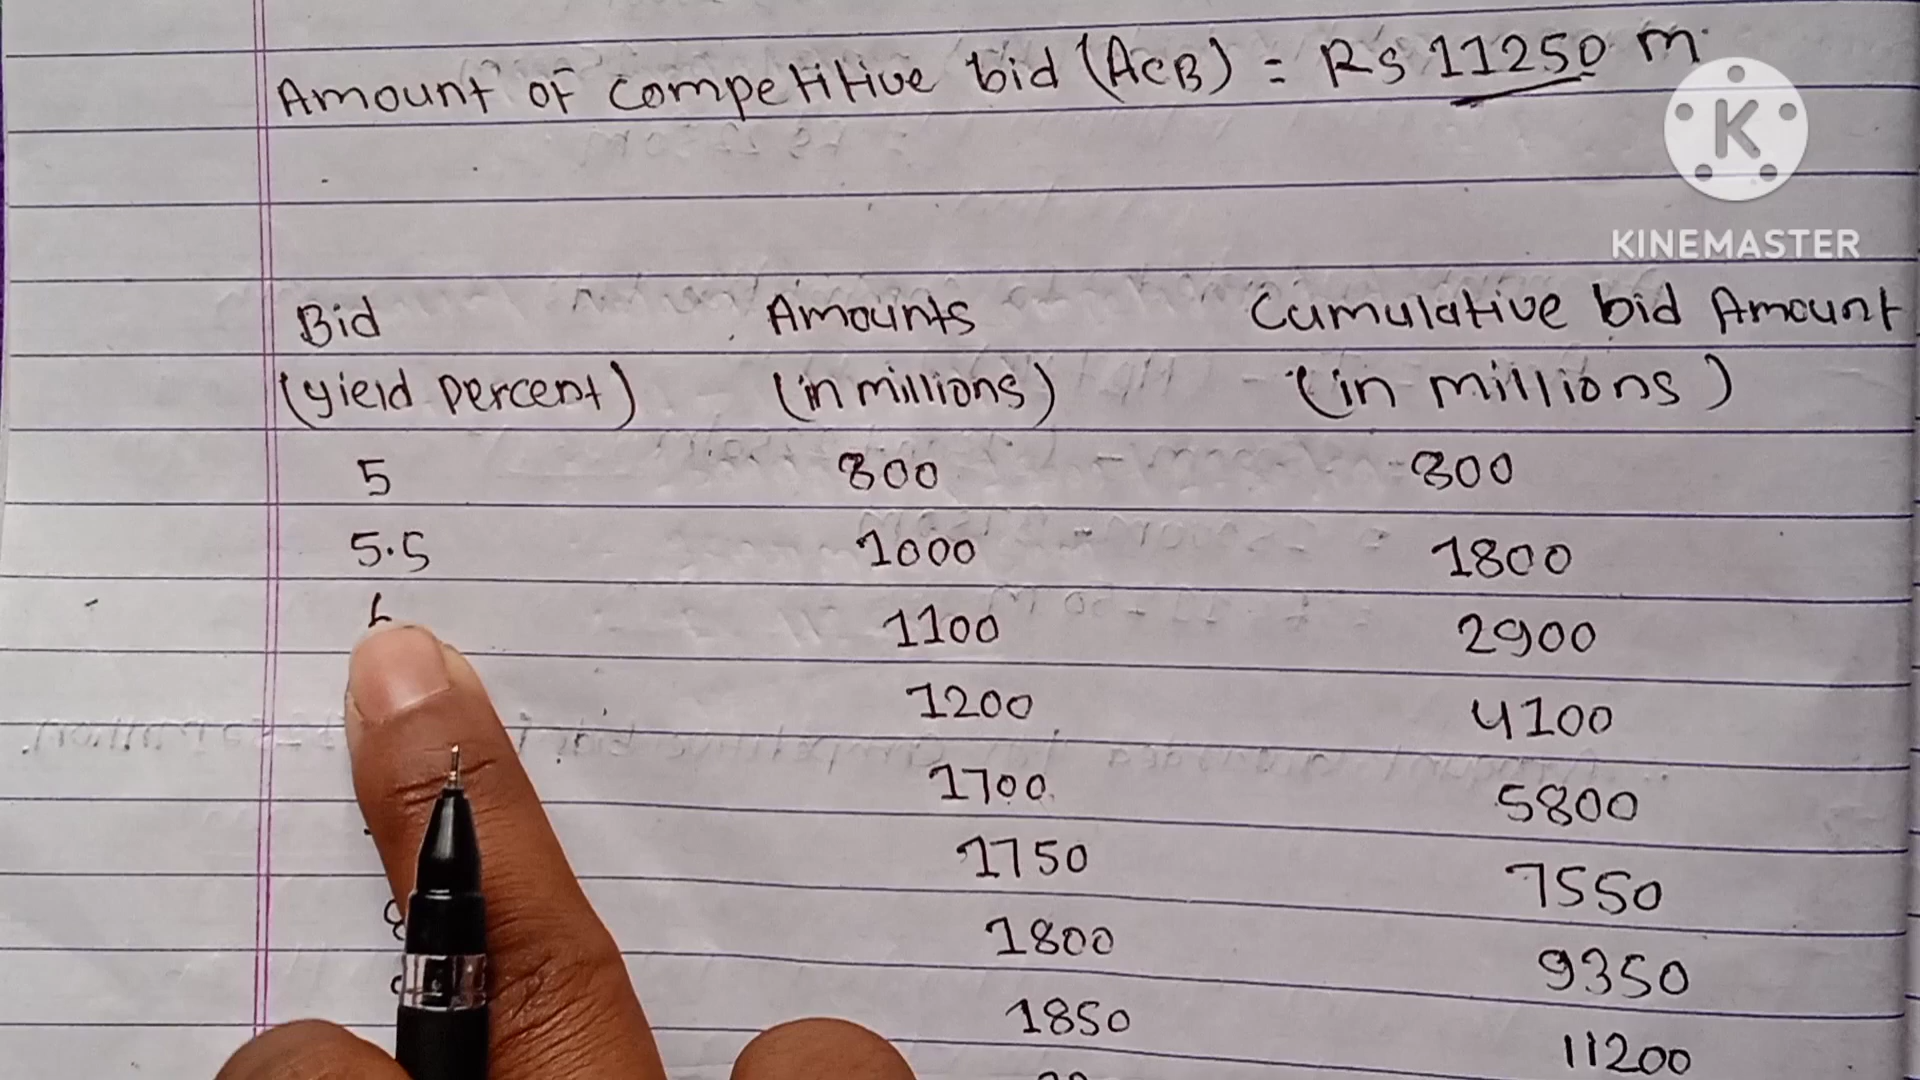 Amount of competitive bid (ACB) = Rs 11250 m
K
KINEMASTER
Bid Amounts Cumulative bid Amount
(yield percent) (in millions) (in millions)
5 800 800
5.5 1000 1800
6 1100 2900
1200 4100
1700 5800
1750 7550
1800 9350
1850 11200